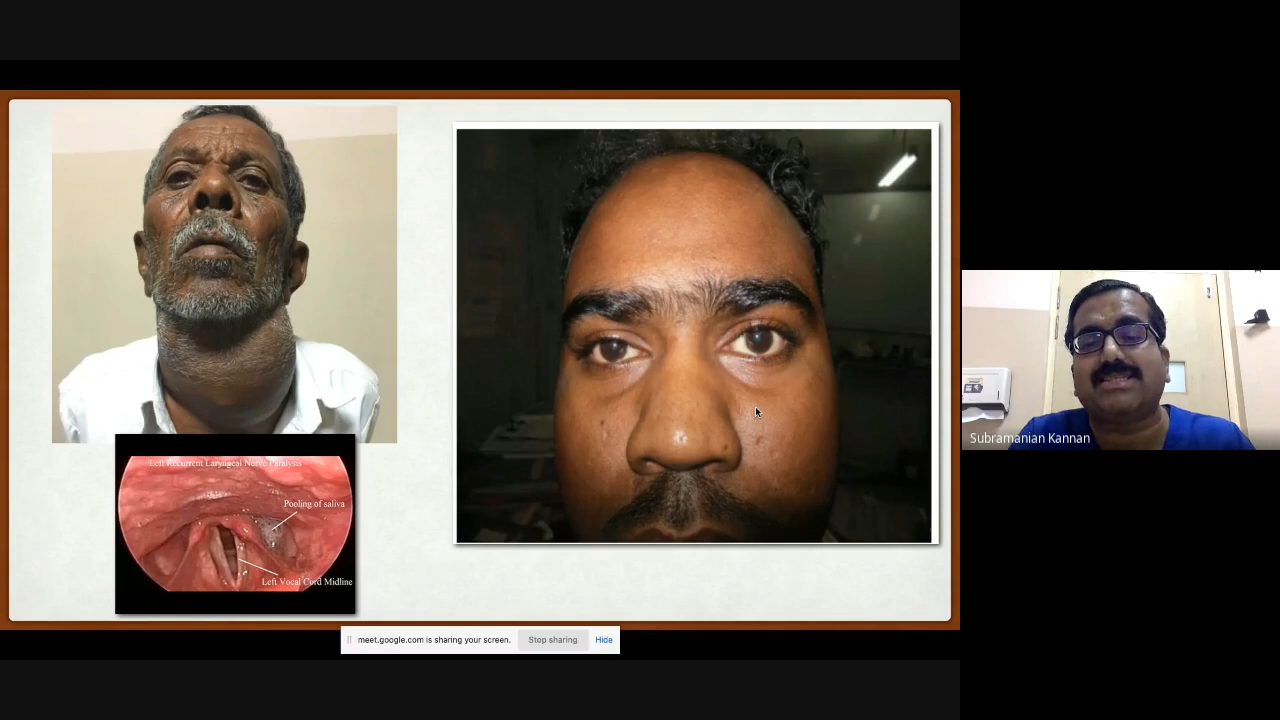 Left Recurrent Laryngeal Nerve Paralysis
Pooling of saliva
Left Vocal Cord Midline
meet.google.com is sharing your screen.
Stop sharing
Hide
Subramanian Kannan